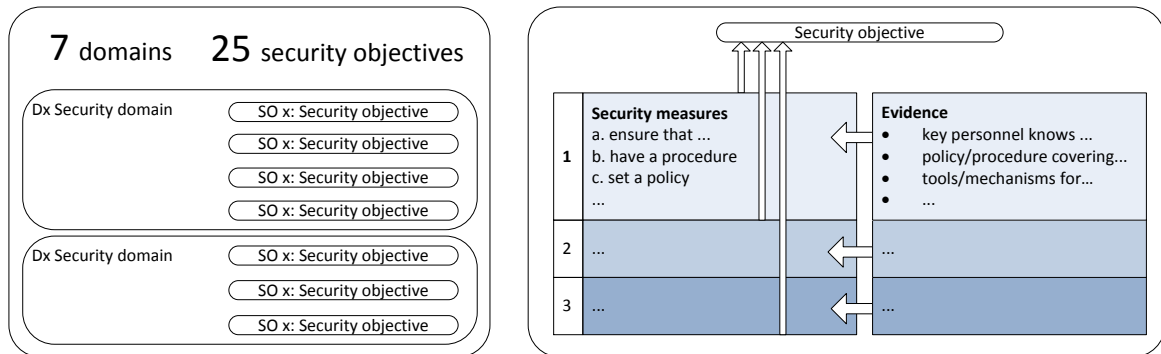 7 domains 25 security objectives
Dx Security domain
SO x: Security objective
SO x: Security objective
SO x: Security objective
SO x: Security objective
Dx Security domain
SO x: Security objective
SO x: Security objective
SO x: Security objective
Security objective
1
Security measures
a. ensure that ...
b. have a procedure
c. set a policy
...
Evidence
• key personnel knows ...
• policy/procedure covering...
• tools/mechanisms for...
• ...
2
...
...
3
...
...